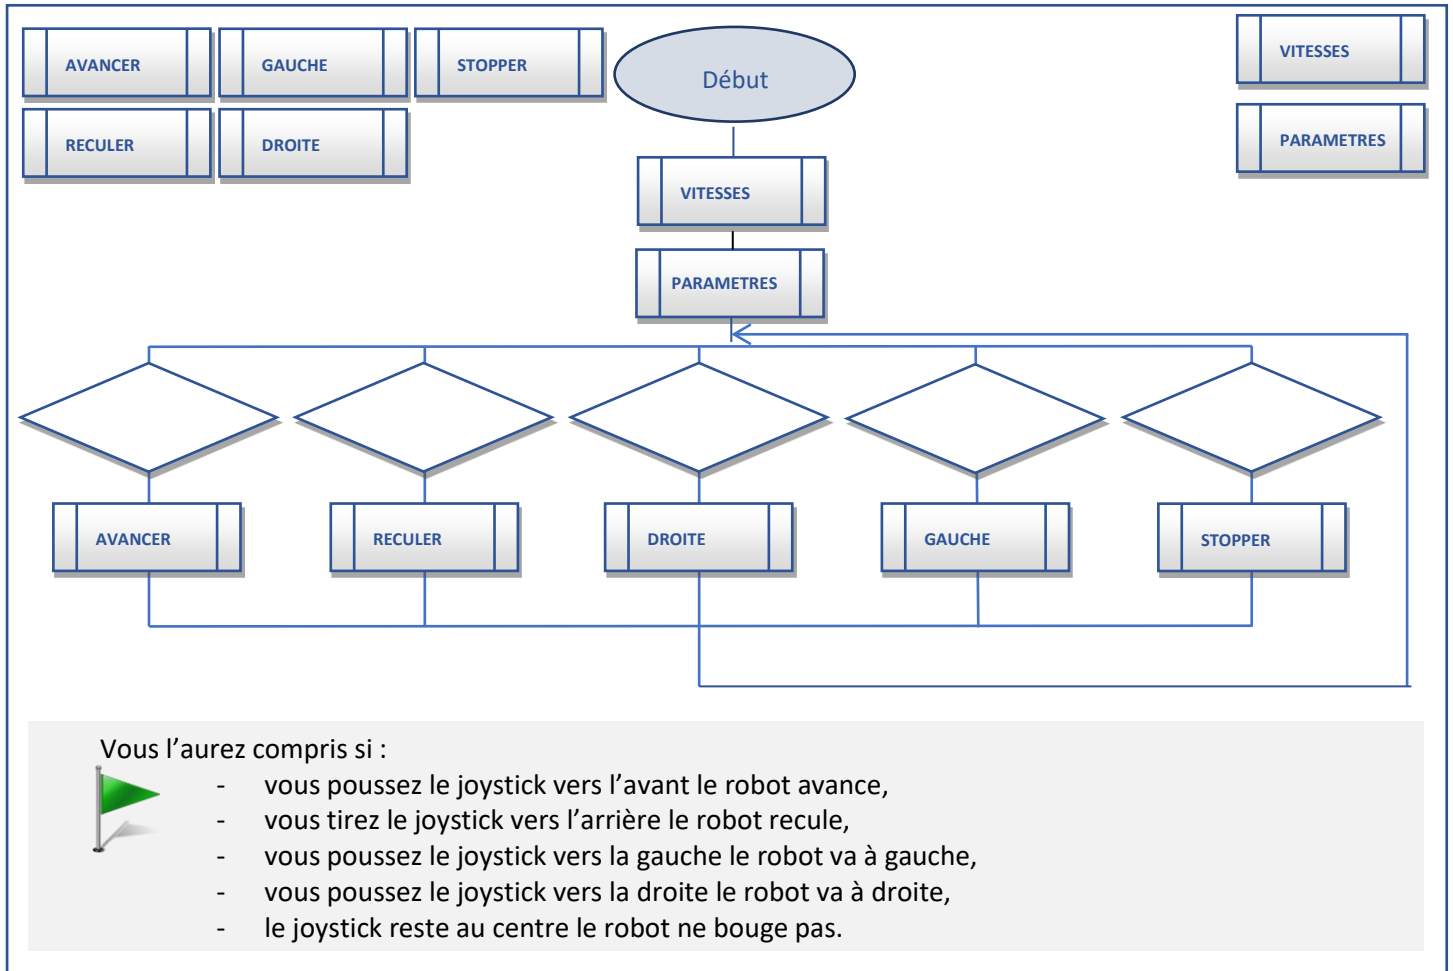 AVANCER
GAUCHE
STOPPER
Début
VITESSES
RECULER
DROITE
PARAMETRES
VITESSES
PARAMETRES
AVANCER
RECULER
DROITE
GAUCHE
STOPPER
Vous l’aurez compris si :
- vous poussez le joystick vers l’avant le robot avance,
- vous tirez le joystick vers l’arrière le robot recule,
- vous poussez le joystick vers la gauche le robot va à gauche,
- vous poussez le joystick vers la droite le robot va à droite,
- le joystick reste au centre le robot ne bouge pas.